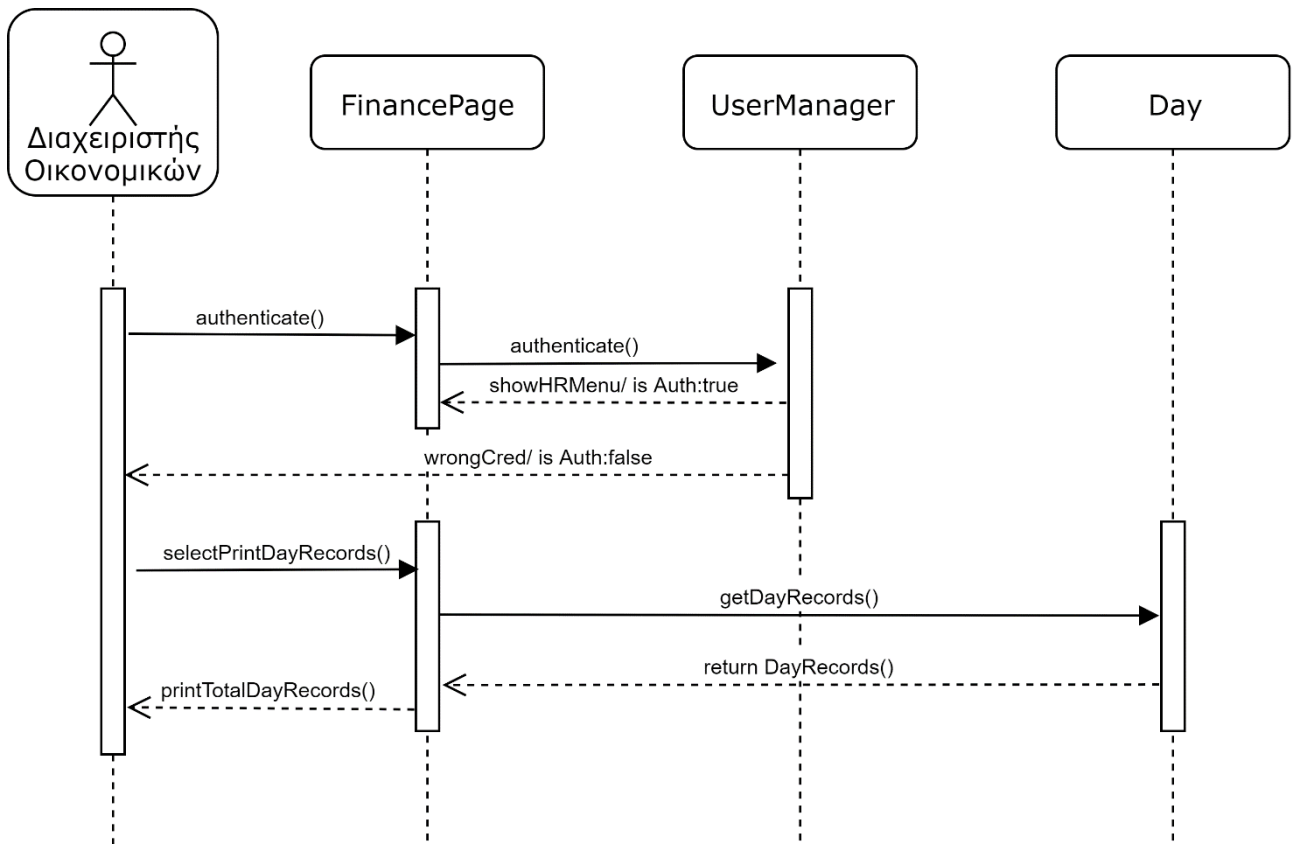 Διαχειριστής
Οικονομικών
FinancePage
UserManager
Day
authenticate()
authenticate()
showHRMenu/ is Auth:true
wrongCred/ is Auth:false
selectPrintDayRecords()
getDayRecords()
return DayRecords()
printTotalDayRecords()